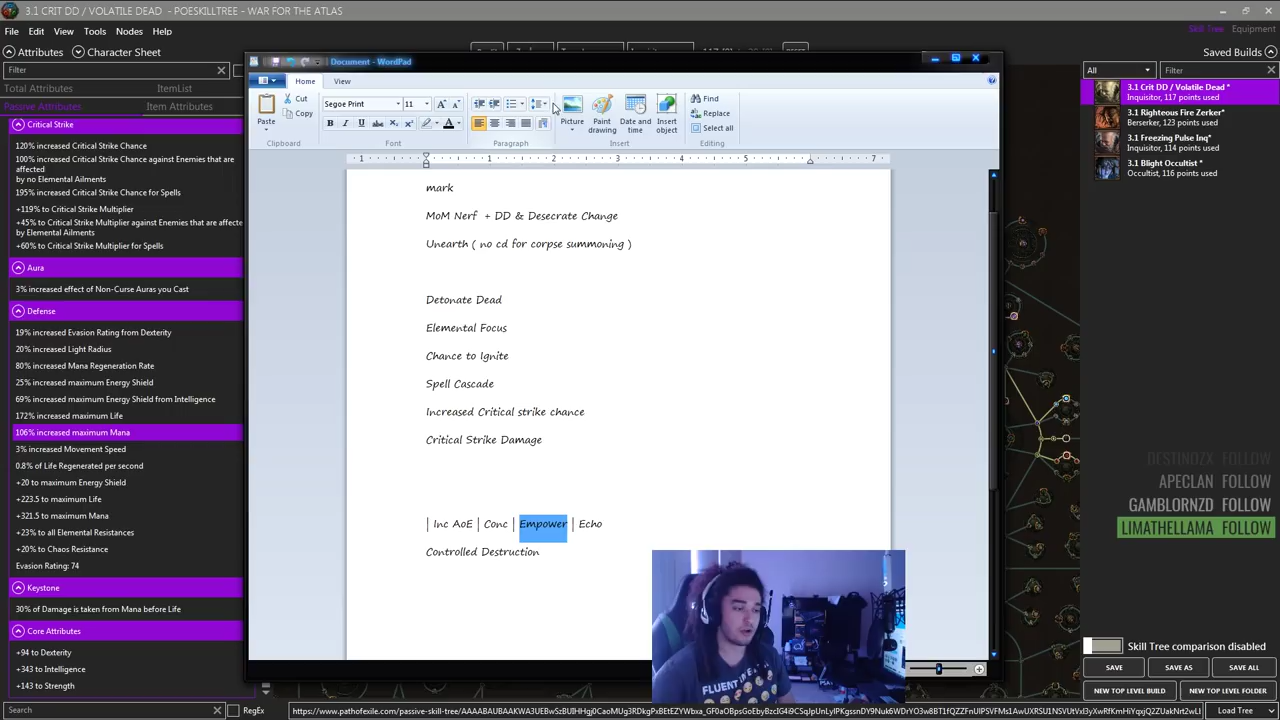 3.1 CRIT DD / VOLATILE DEAD - POESKILLTREE - WAR FOR THE ATLAS
File Edit View Tools Nodes Help
Skill Tree Equipment
Attributes Character Sheet
Saved Builds
Filter
All
Filter
Total Attributes ItemList
Passive Attributes Item Attributes
Critical Strike
120% increased Critical Strike Chance
100% increased Critical Strike Chance against Enemies that are
affected
by no Elemental Ailments
195% increased Critical Strike Chance for Spells
+119% to Critical Strike Multiplier
+45% to Critical Strike Multiplier against Enemies that are affecte
by Elemental Ailments
+60% to Critical Strike Multiplier for Spells
Aura
3% increased effect of Non-Curse Auras you Cast
Defense
19% increased Evasion Rating from Dexterity
20% increased Light Radius
80% increased Mana Regeneration Rate
25% increased maximum Energy Shield
69% increased maximum Energy Shield from Intelligence
172% increased maximum Life
106% increased maximum Mana
3% increased Movement Speed
0.8% of Life Regenerated per second
+20 to maximum Energy Shield
+223.5 to maximum Life
+321.5 to maximum Mana
+23% to all Elemental Resistances
+20% to Chaos Resistance
Evasion Rating: 74
Keystone
30% of Damage is taken from Mana before Life
Core Attributes
+94 to Dexterity
+343 to Intelligence
+143 to Strength
Search
RegEx
Document - WordPad
Home View
Paste
Cut
Copy
Clipboard
Segoe Print 11
Font
Paragraph
Picture
Paint drawing
Date and time
Insert object
Insert
Find
Replace
Select all
Editing
1 1 2 3 4 5 6 7
mark
MoM Nerf + DD & Desecrate Change
Unearth ( no cd for corpse summoning )
Detonate Dead
Elemental Focus
Chance to Ignite
Spell Cascade
Increased Critical strike chance
Critical Strike Damage
| Inc AoE | Conc | Empower | Echo
Controlled Destruction
FLUENT
3.1 Crit DD / Volatile Dead *
Inquisitor, 117 points used
3.1 Righteous Fire Zerker*
Berserker, 123 points used
3.1 Freezing Pulse Inq*
Inquisitor, 114 points used
3.1 Blight Occultist *
Occultist, 116 points used
DESTINOZX FOLLOW
APECLAN FOLLOW
GAMBLORNZD FOLLOW
LIMATHELLAMA FOLLOW
Skill Tree comparison disabled
SAVE SAVE AS SAVE ALL
NEW TOP LEVEL BUILD NEW TOP LEVEL FOLDER
Load Tree